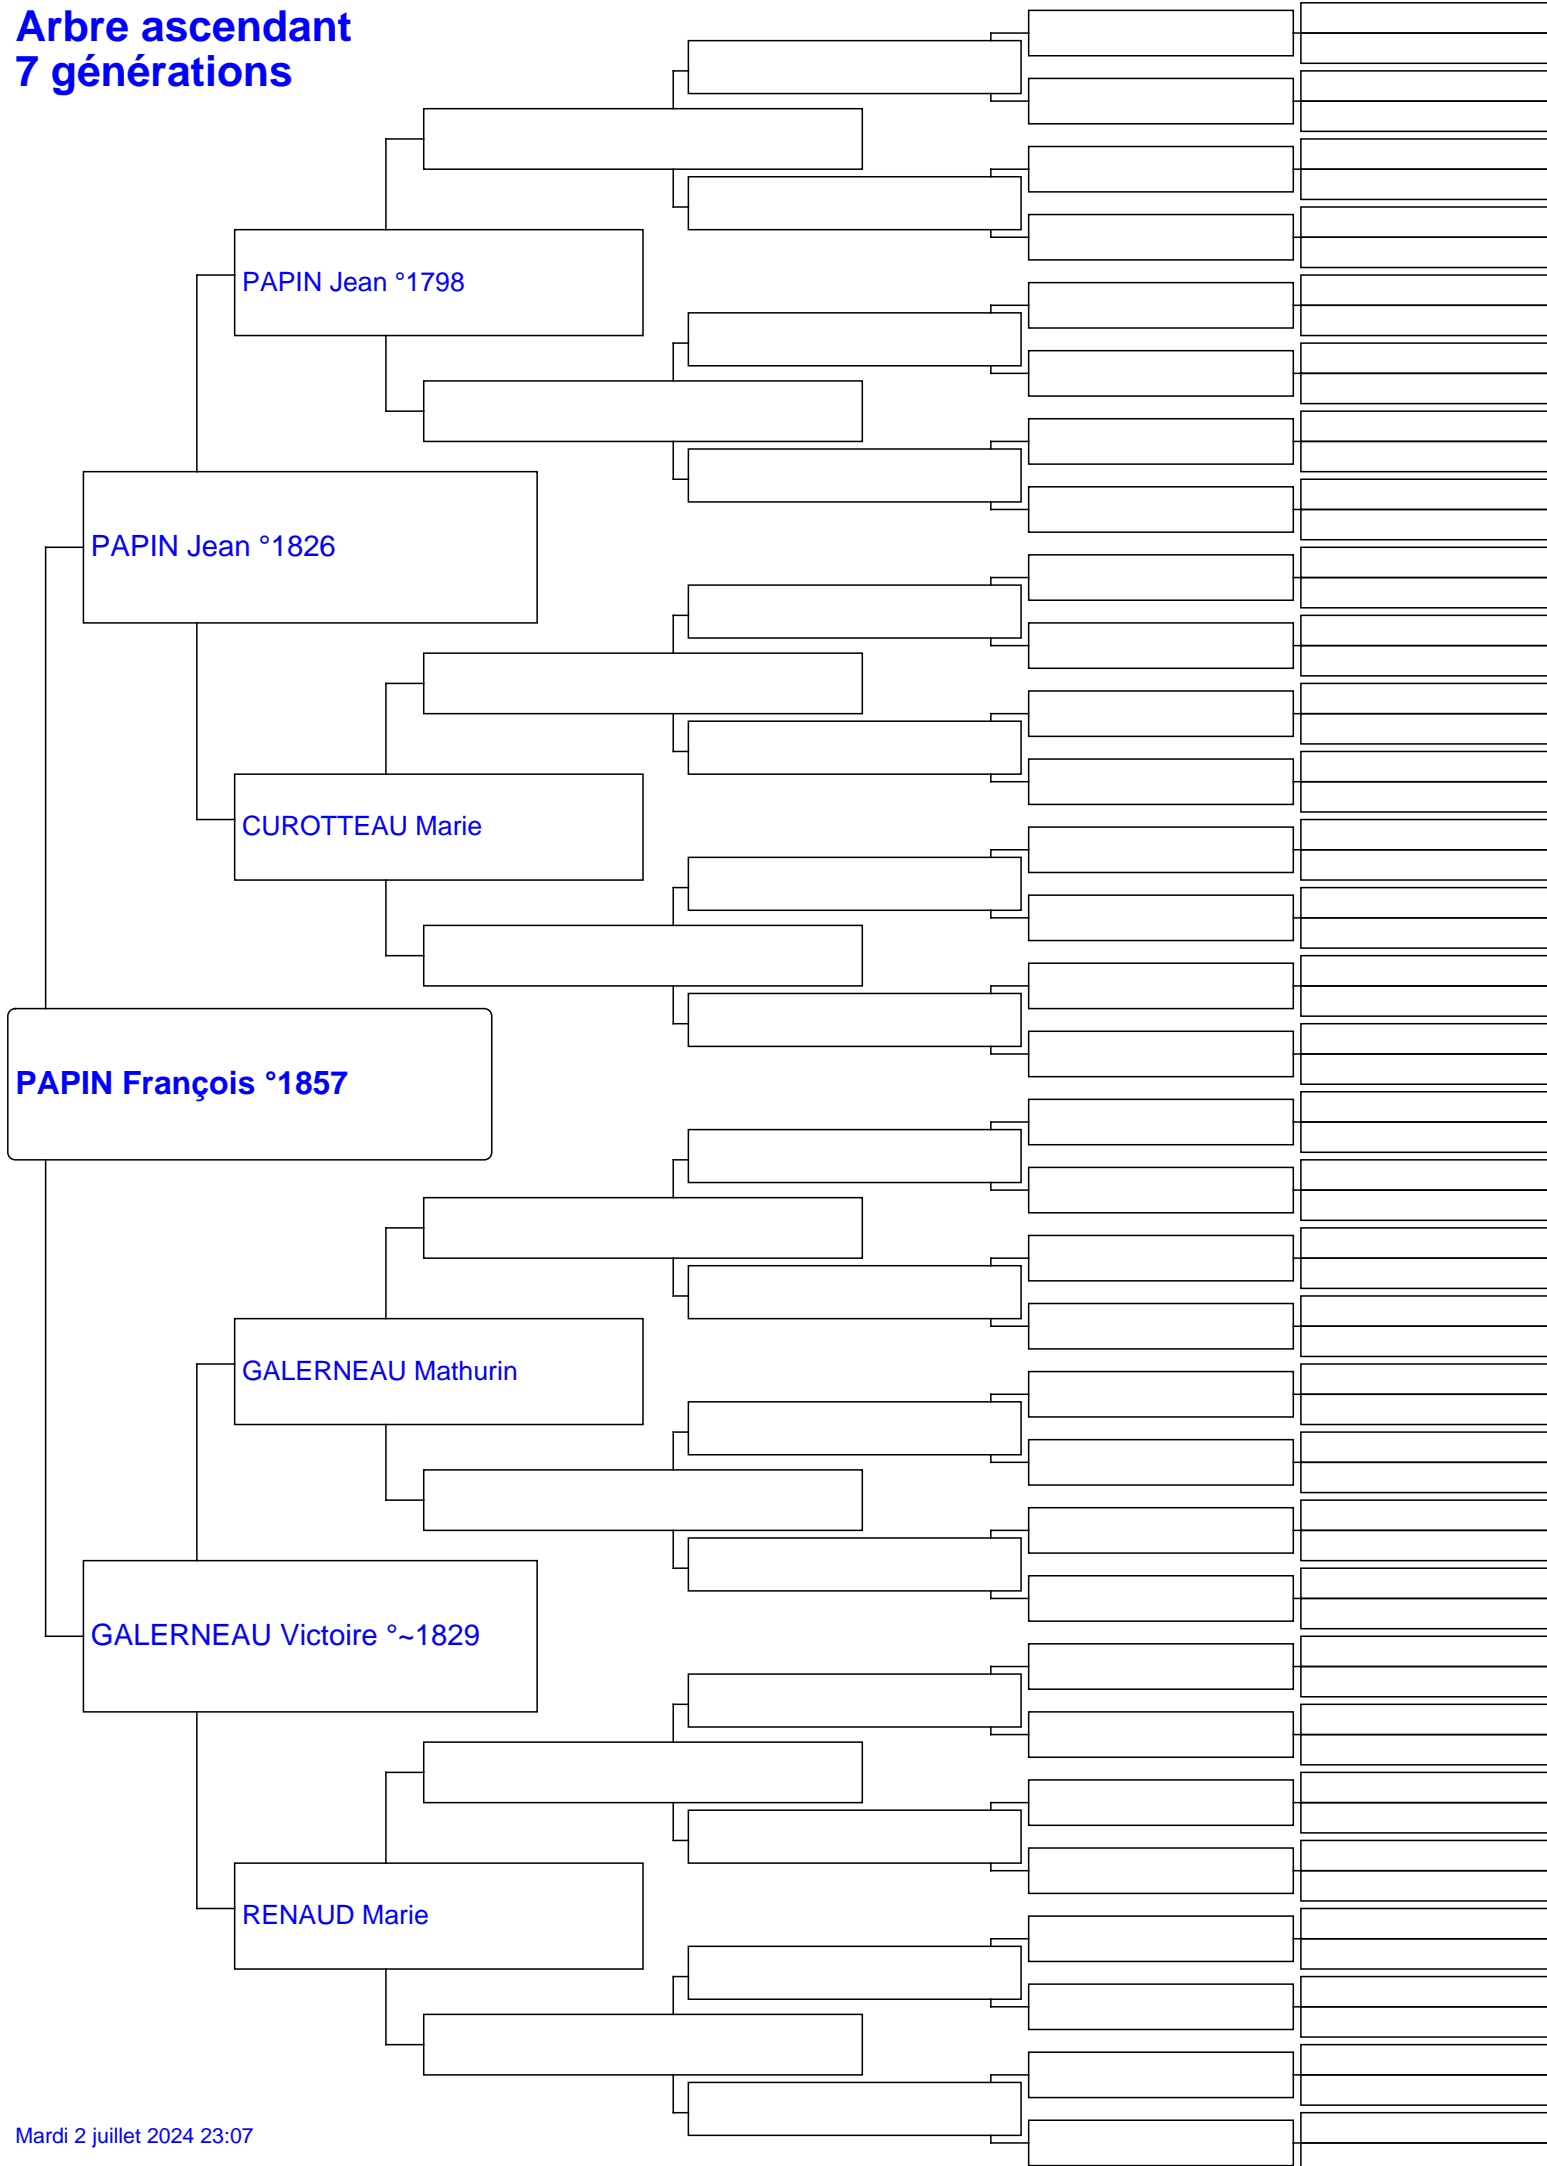 Arbre ascendant
7 générations
PAPIN Jean °1798
PAPIN Jean °1826
CUROTTEAU Marie
PAPIN François °1857
GALERNEAU Mathurin
GALERNEAU Victoire °~1829
RENAUD Marie
Mardi 2 juillet 2024 23:07